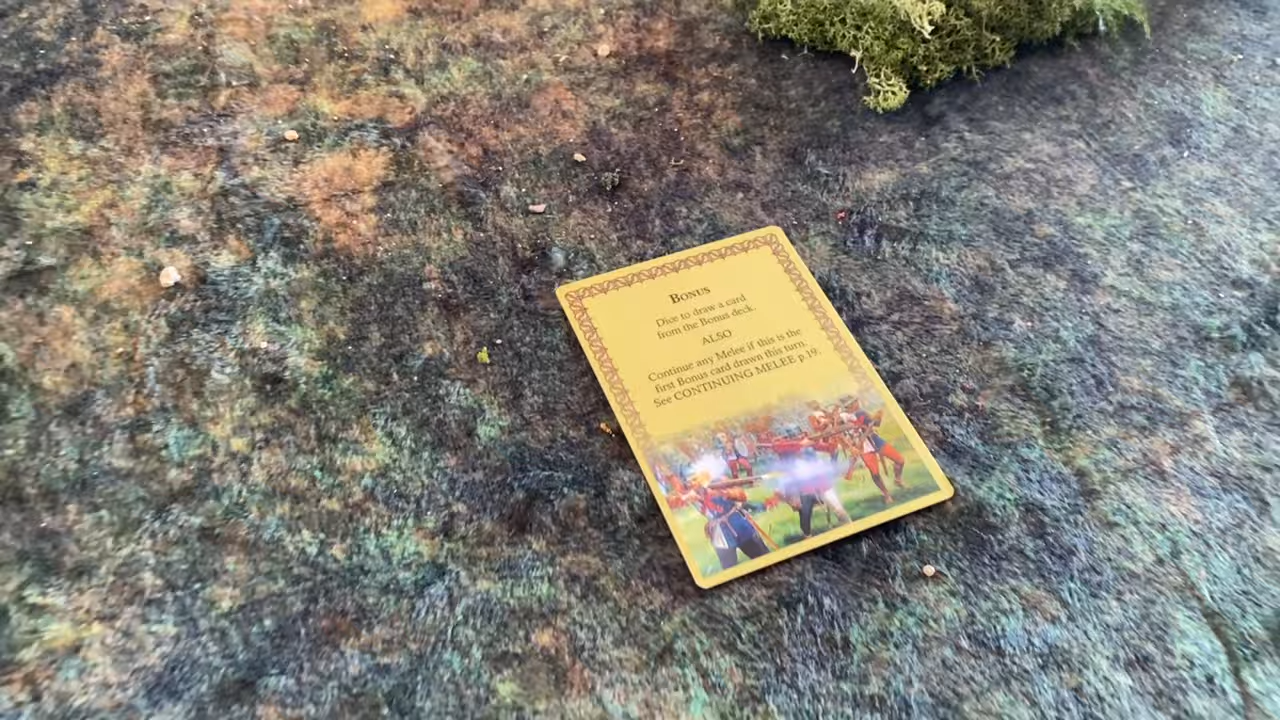 BONUS
Dice to draw a card
from the Bonus deck.
ALSO
Continue any Melee if this is the
first Bonus card drawn this turn.
See CONTINUING MELEE p.19.